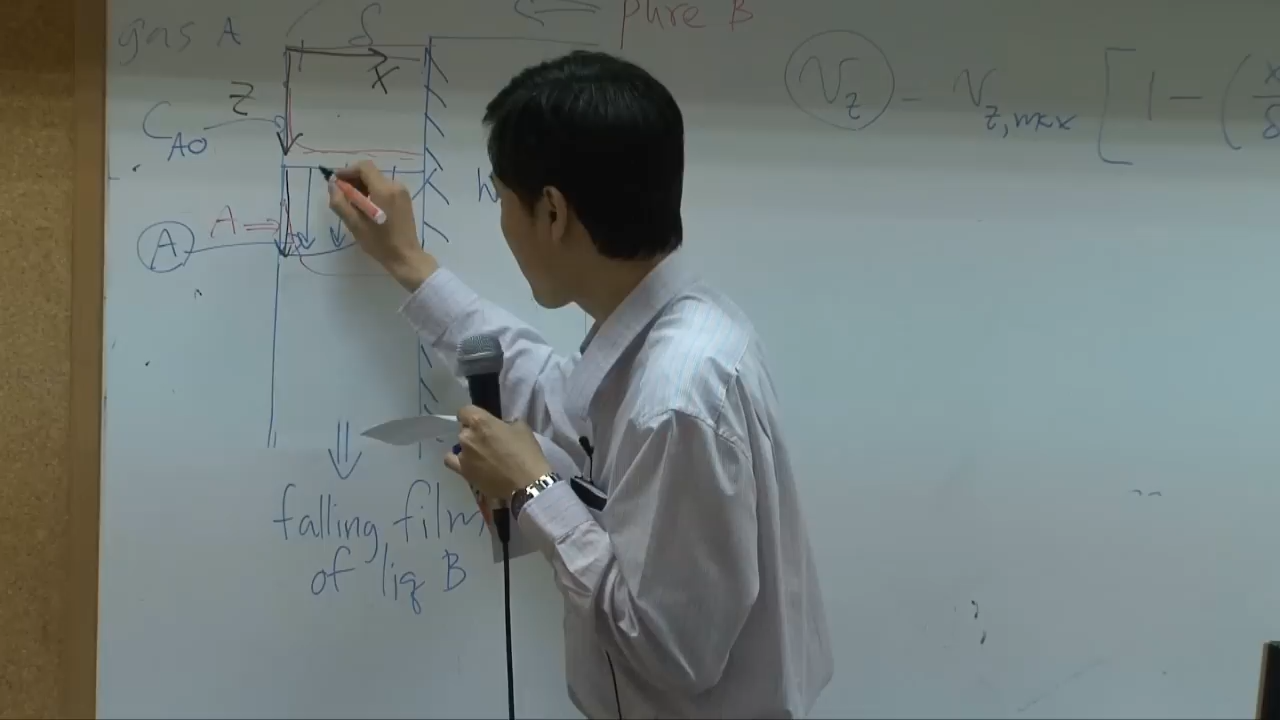 gas A
δ
pure B
x
z
C_A0
V_z = V_z,max [ 1 - ( x/δ
A ⇒
A
falling film
of liq B